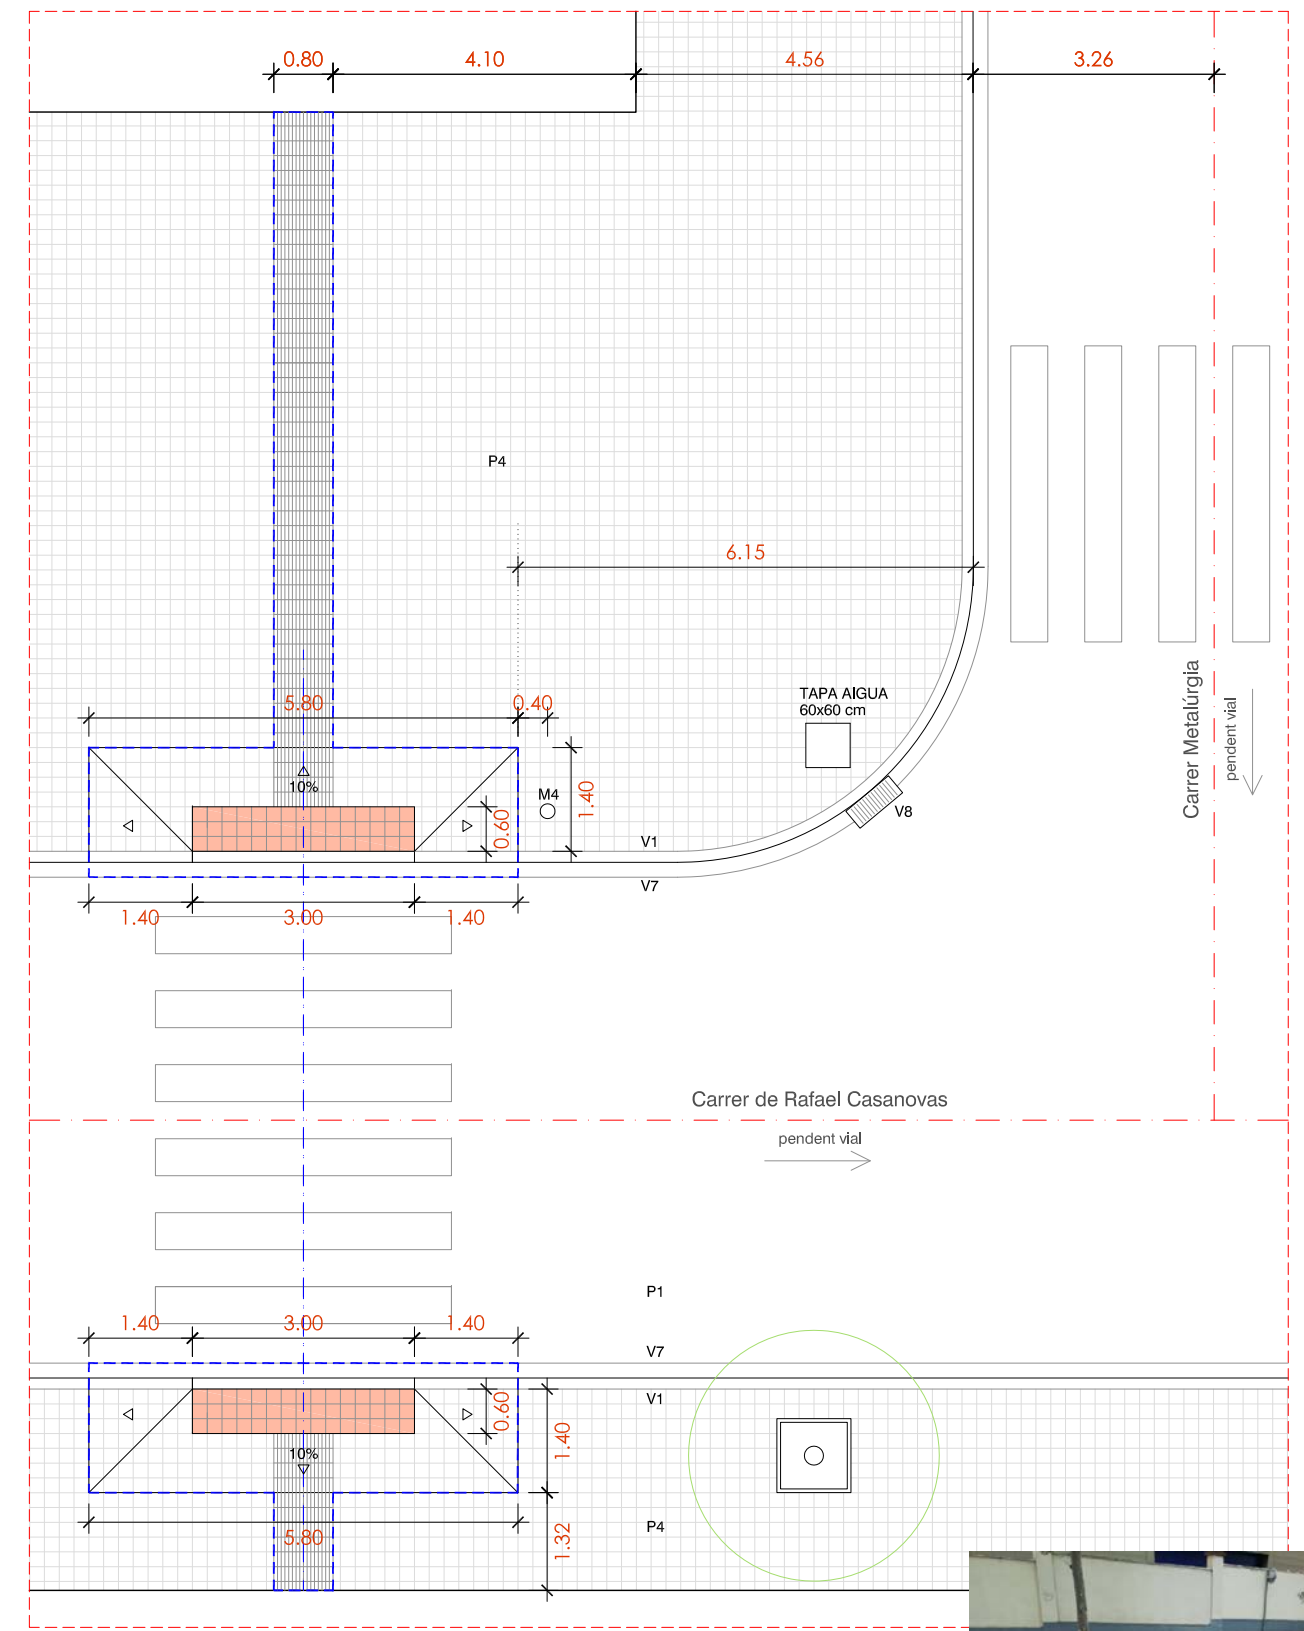 0.80
4.10
4.56
3.26
P4
6.15
Carrer Metalúrgia
pendent vial
TAPA AIGUA
60x60 cm
5.80
0.40
10%
M4
1.40
0.60
V8
V1
V7
1.40
3.00
1.40
Carrer de Rafael Casanovas
pendent vial
P1
1.40
3.00
1.40
V7
V1
0.60
1.40
10%
P4
5.80
1.32